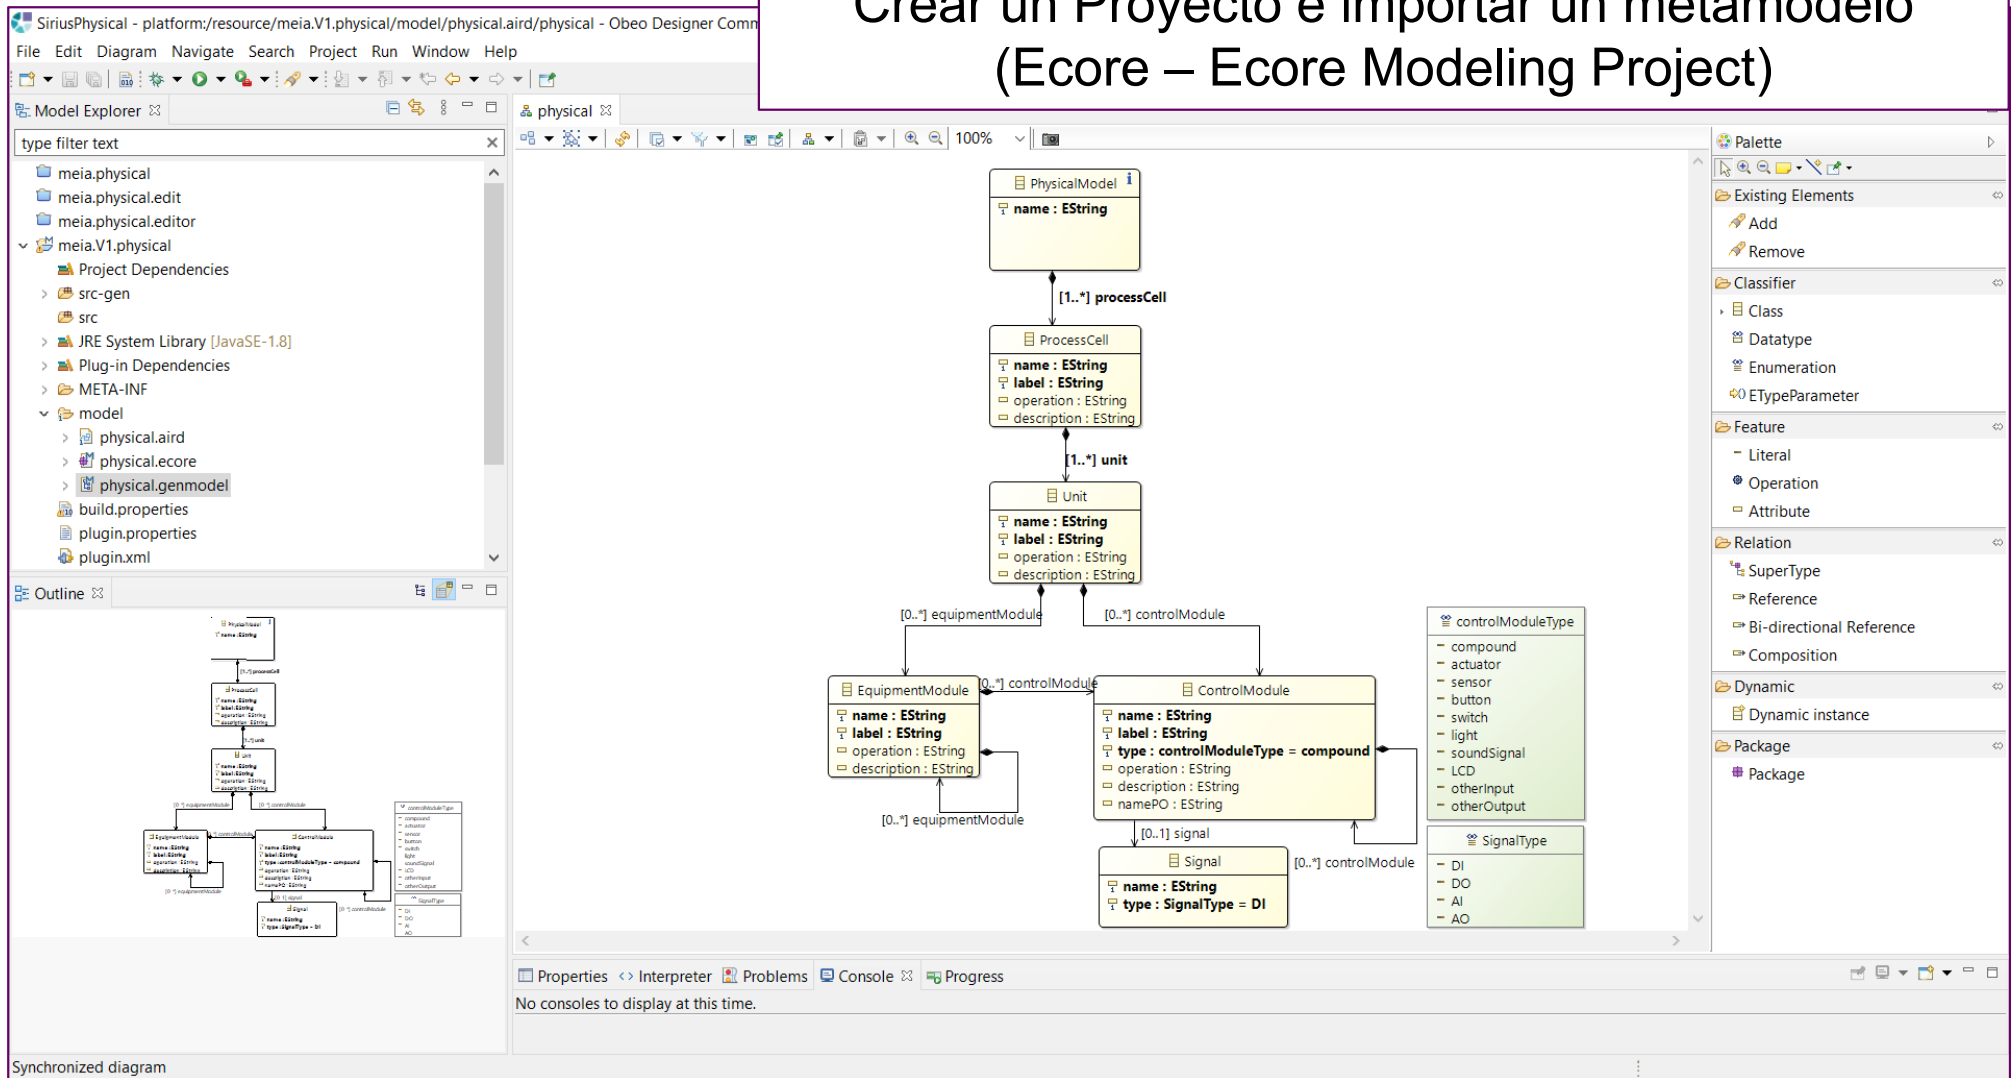 SiriusPhysical - platform:/resource/meia.V1.physical/model/physical.aird/physical - Obeo Designer Comm
Crear un Proyecto e importar un metamodelo
(Ecore – Ecore Modeling Project)
File Edit Diagram Navigate Search Project Run Window Help
Model Explorer
type filter text
meia.physical
meia.physical.edit
meia.physical.editor
meia.V1.physical
Project Dependencies
src-gen
src
JRE System Library [JavaSE-1.8]
Plug-in Dependencies
META-INF
model
physical.aird
physical.ecore
physical.genmodel
build.properties
plugin.properties
plugin.xml
Outline
physical
100%
PhysicalModel
name : EString
[1..*] processCell
ProcessCell
name : EString
label : EString
operation : EString
description : EString
[1..*] unit
Unit
name : EString
label : EString
operation : EString
description : EString
[0..*] equipmentModule
[0..*] controlModule
EquipmentModule
name : EString
label : EString
operation : EString
description : EString
[0..*] controlModule
[0..*] equipmentModule
ControlModule
name : EString
label : EString
type : controlModuleType = compound
operation : EString
description : EString
namePO : EString
[0..1] signal
[0..*] controlModule
Signal
name : EString
type : SignalType = DI
controlModuleType
compound
actuator
sensor
button
switch
light
soundSignal
LCD
otherInput
otherOutput
SignalType
DI
DO
AI
AO
Palette
Existing Elements
Add
Remove
Classifier
Class
Datatype
Enumeration
ETypeParameter
Feature
Literal
Operation
Attribute
Relation
SuperType
Reference
Bi-directional Reference
Composition
Dynamic
Dynamic instance
Package
Package
Properties Interpreter Problems Console Progress
No consoles to display at this time.
Synchronized diagram